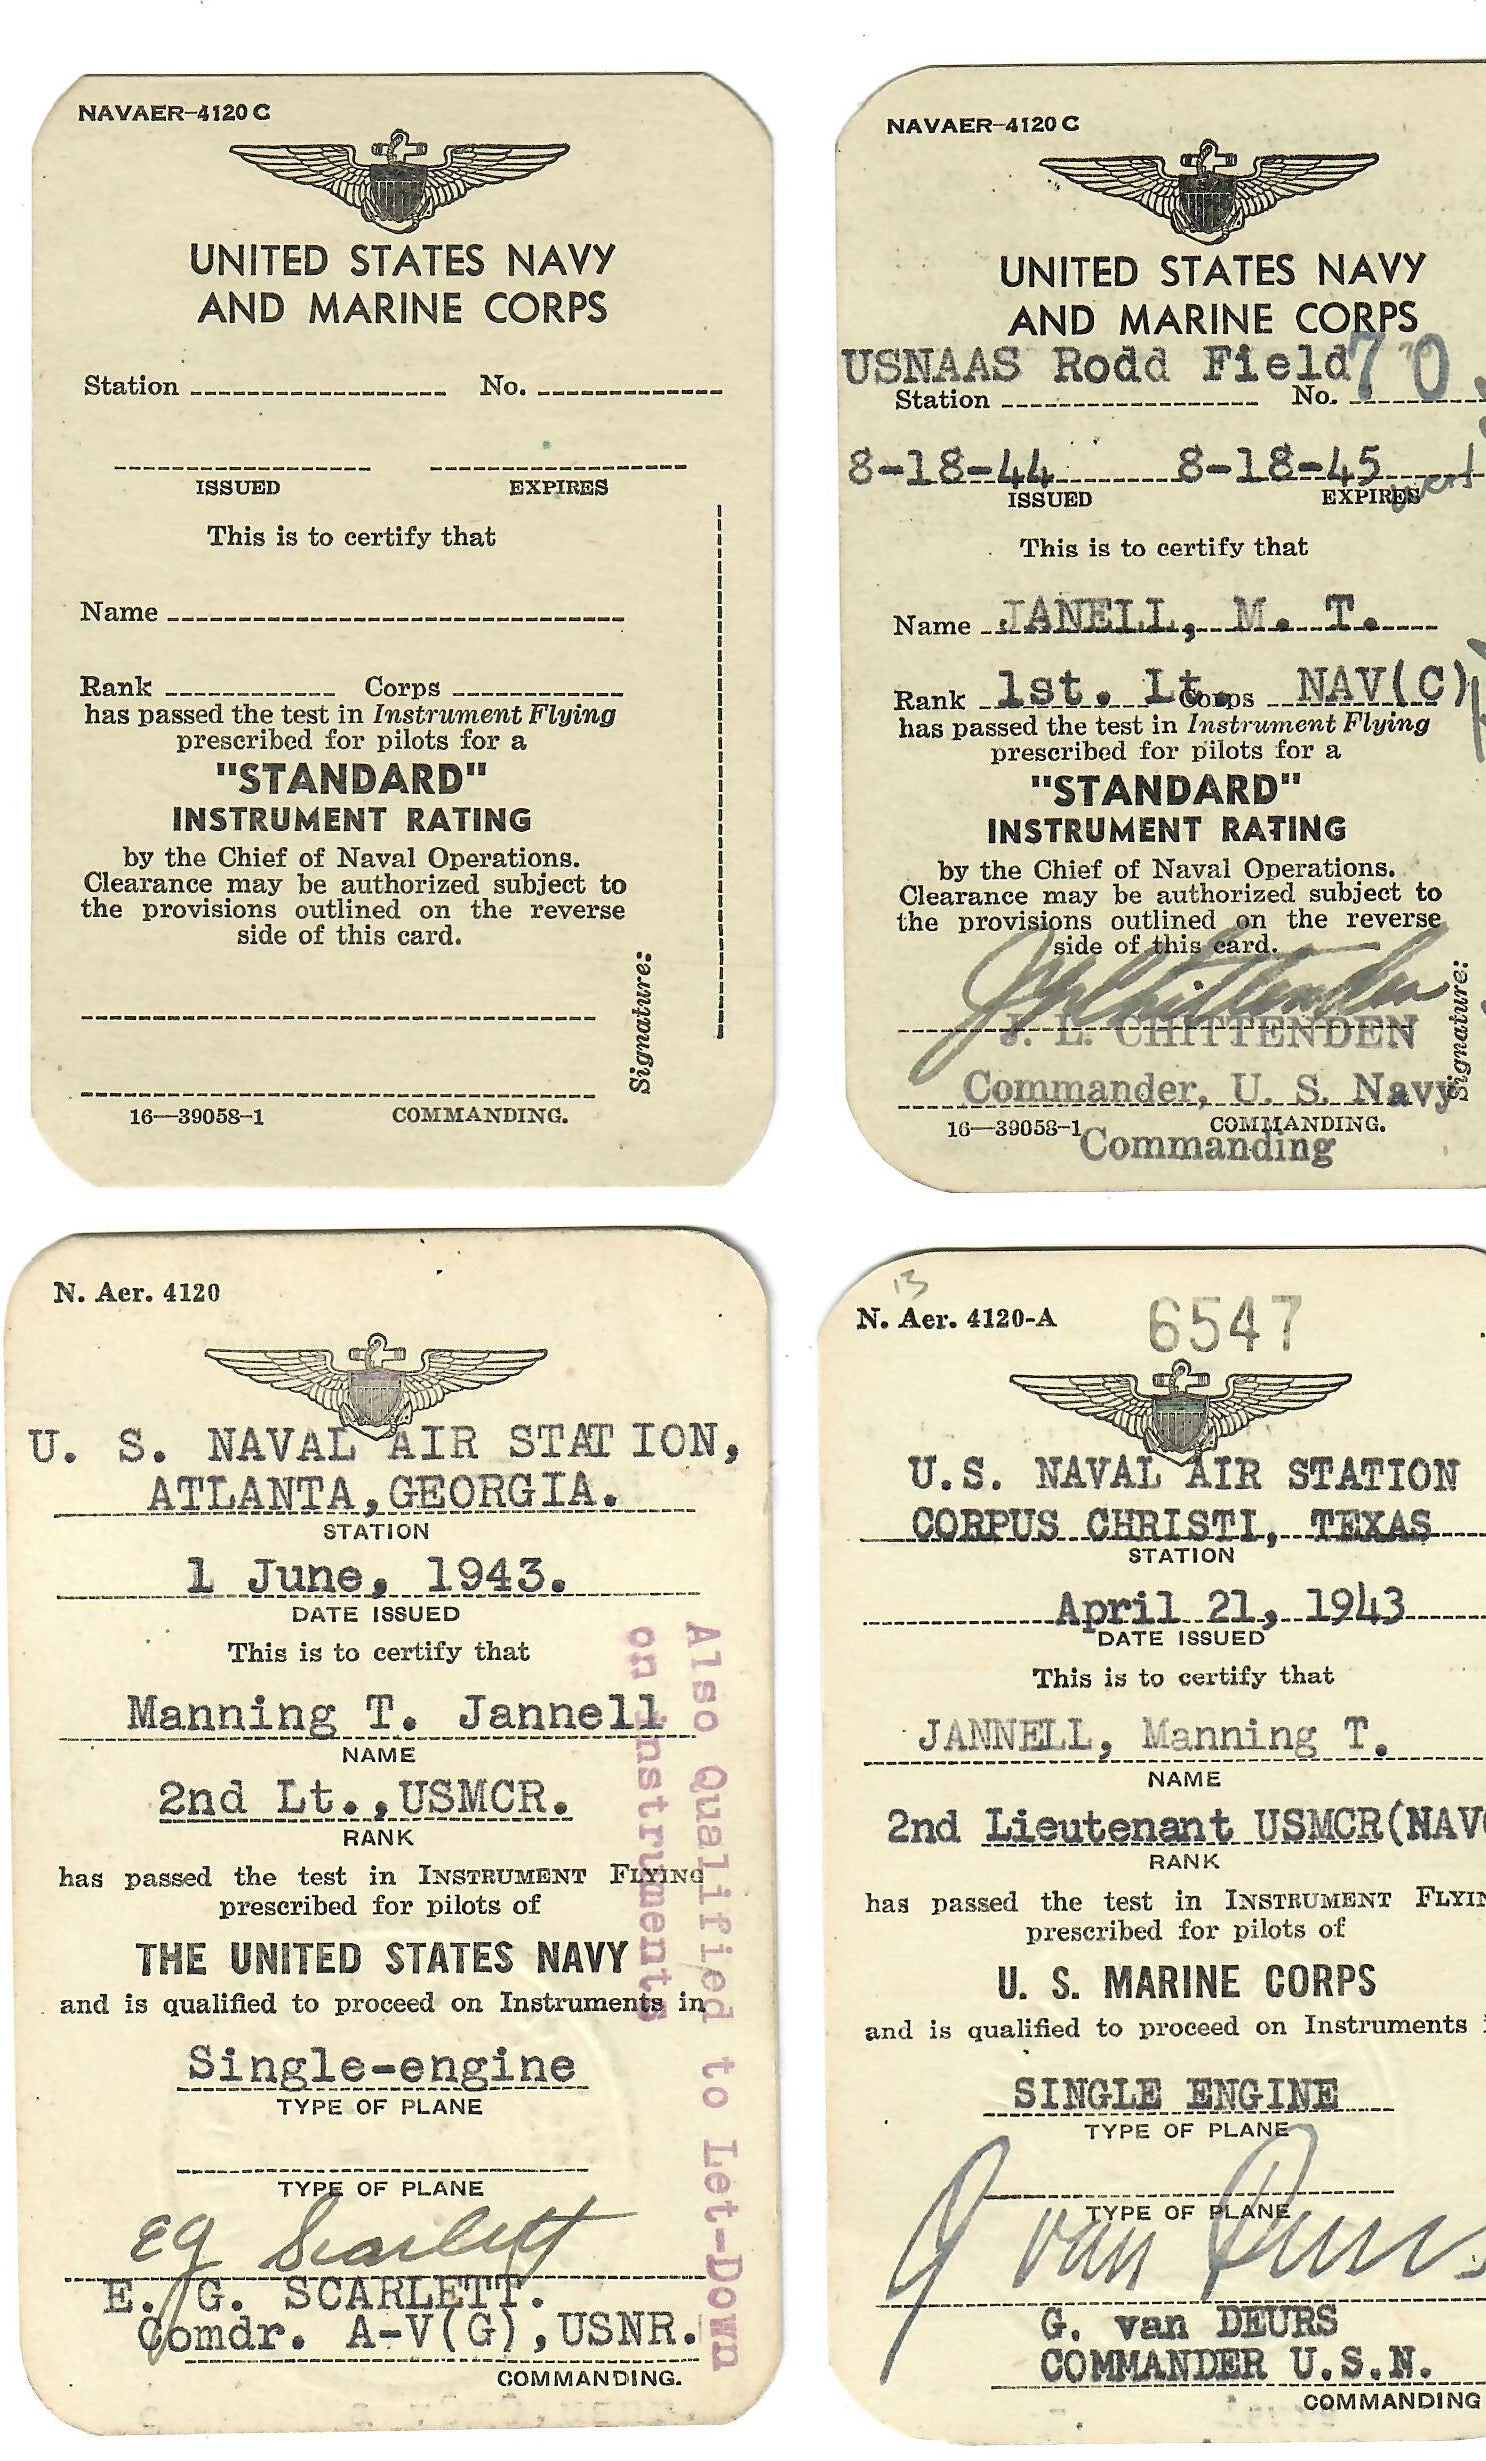 NAVAER-4120 C
UNITED STATES NAVY
AND MARINE CORPS
Station No.
ISSUED EXPIRES
This is to certify that
Name
Rank Corps
has passed the test in Instrument Flying
prescribed for pilots for a
"STANDARD"
INSTRUMENT RATING
by the Chief of Naval Operations.
Clearance may be authorized subject to
the provisions outlined on the reverse
side of this card.
Signature:
16—39058-1 COMMANDING.
NAVAER-4120 C
UNITED STATES NAVY
AND MARINE CORPS
USNAAS Rodd Field 70
Station No.
8-18-44 8-18-45
ISSUED EXPIRES
This is to certify that
Name JANELL, M. T.
Rank 1st. Lt. Corps NAV(C)
has passed the test in Instrument Flying
prescribed for pilots for a
"STANDARD"
INSTRUMENT RATING
by the Chief of Naval Operations.
Clearance may be authorized subject to
the provisions outlined on the reverse
side of this card.
J L Chittenden
J. L. CHITTENDEN
Commander, U. S. Navy
Signature:
16—39058-1 COMMANDING.
Commanding
N. Aer. 4120
U. S. NAVAL AIR STATION,
ATLANTA,GEORGIA.
STATION
1 June, 1943.
DATE ISSUED
This is to certify that
Manning T. Jannell
NAME
2nd Lt.,USMCR.
RANK
has passed the test in INSTRUMENT FLYING
prescribed for pilots of
THE UNITED STATES NAVY
and is qualified to proceed on Instruments in
Single-engine
TYPE OF PLANE
TYPE OF PLANE
EG Scarlett
E. G. SCARLETT.
Comdr. A-V(G),USNR.
COMMANDING.
Also Qualified to Let-Down
on instruments
13
N. Aer. 4120-A 6547
U.S. NAVAL AIR STATION
CORPUS CHRISTI, TEXAS
STATION
April 21, 1943
DATE ISSUED
This is to certify that
JANNELL, Manning T.
NAME
2nd Lieutenant USMCR(NAV
RANK
has passed the test in INSTRUMENT FLYIN
prescribed for pilots of
U. S. MARINE CORPS
and is qualified to proceed on Instruments
SINGLE ENGINE
TYPE OF PLANE
TYPE OF PLANE
G van Deurs
G. van DEURS
COMMANDER U.S.N.
COMMANDING